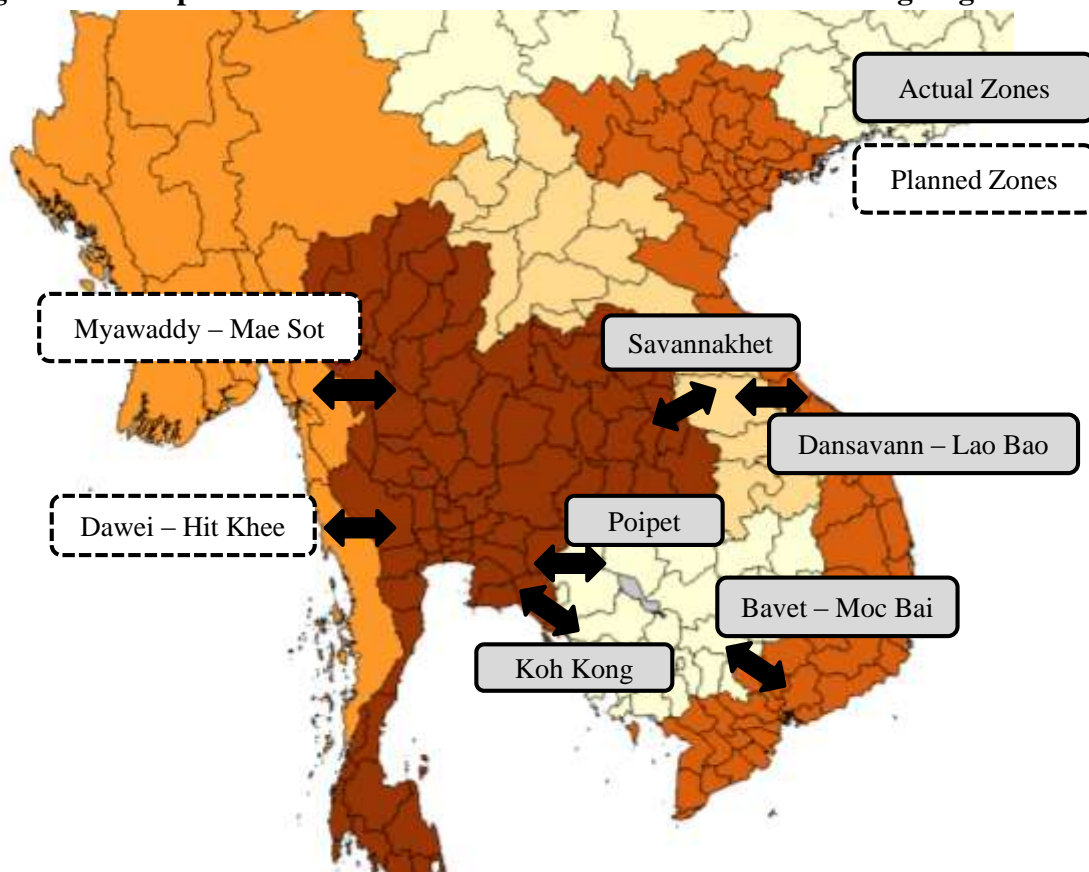 Actual Zones
Planned Zones
Myawaddy – Mae Sot
Savannakhet
Dansavann – Lao Bao
Dawei – Hit Khee
Poipet
Bavet – Moc Bai
Koh Kong